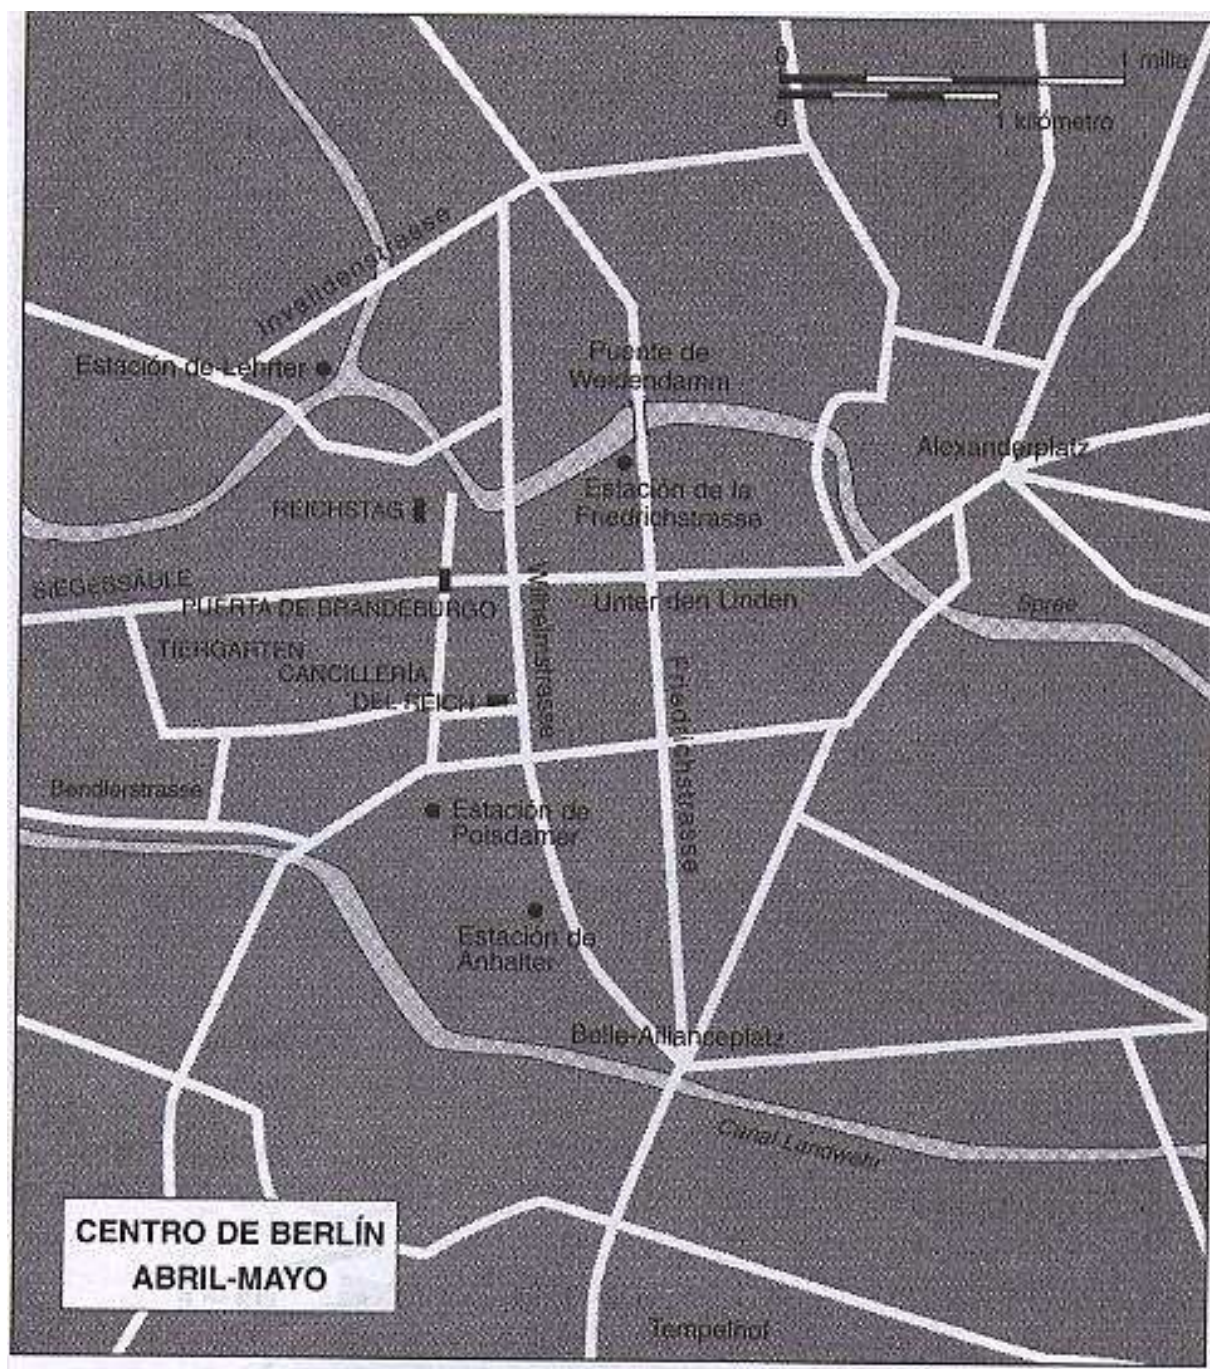 0 1 milla
0 1 kilómetro
Invalidenstrasse
Estación de Lehrter
Puente de
Weidendamm
Alexanderplatz
Estación de la
Friedrichstrasse
REICHSTAG
SIEGESSÄULE
PUERTA DE BRANDEBURGO
Unter den Linden
Spree
Wilhelmstrasse
TIERGARTEN
CANCILLERÍA
DEL REICH
Friedrichstrasse
Bendlerstrasse
Estación de
Poisdamer
Estación de
Anhalter
Belle-Allianceplatz
Canal Landwehr
CENTRO DE BERLÍN
ABRIL-MAYO
Tempelhof